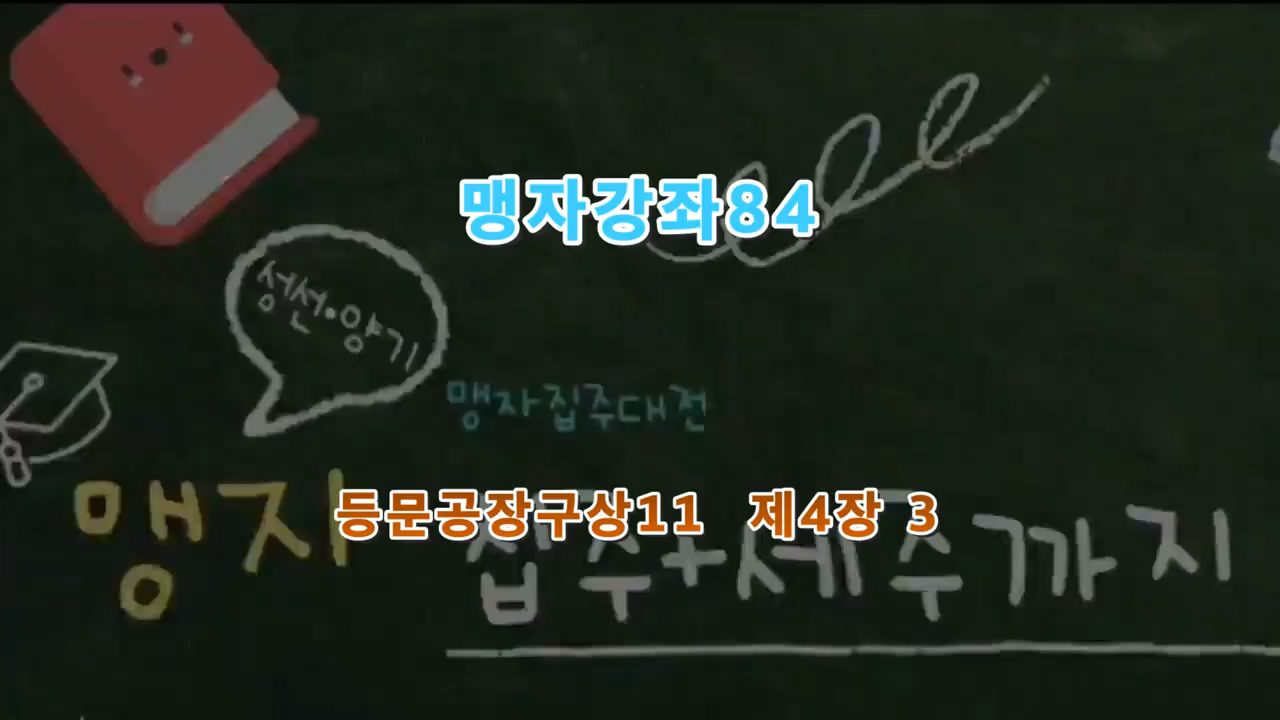 맹자강좌84
성선•양기
맹자집주대전
등문공장구상11 제4장 3
맹자 집주+세주까지